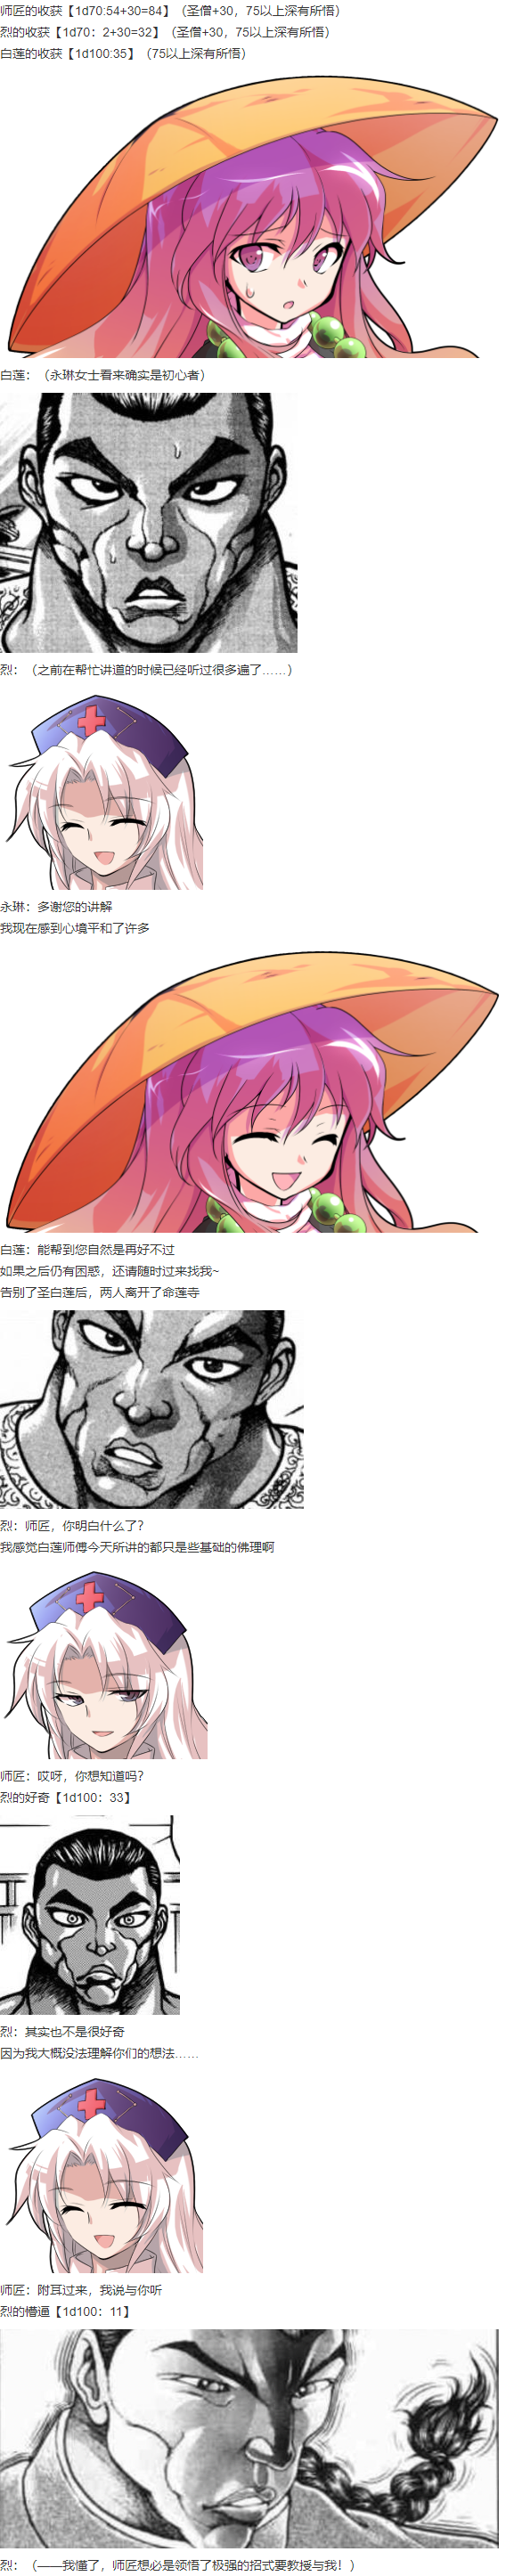 师匠的收获【1d70:54+30=84】（圣僧+30，75以上深有所悟）
烈的收获【1d70：2+30=32】（圣僧+30，75以上深有所悟）
白莲的收获【1d100:35】（75以上深有所悟）
白莲：（永琳女士看来确实是初心者）
烈：（之前在帮忙讲道的时候已经听过很多遍了……）
永琳：多谢您的讲解
我现在感到心境平和了许多
白莲：能帮到您自然是再好不过
如果之后仍有困惑，还请随时过来找我~
告别了圣白莲后，两人离开了命莲寺
烈：师匠，你明白什么了？
我感觉白莲师傅今天所讲的都只是些基础的佛理啊
师匠：哎呀，你想知道吗？
烈的好奇【1d100：33】
烈：其实也不是很好奇
因为我大概没法理解你们的想法……
师匠：附耳过来，我说与你听
烈的懵逼【1d100：11】
烈：（——我懂了，师匠想必是领悟了极强的招式要教授与我！）